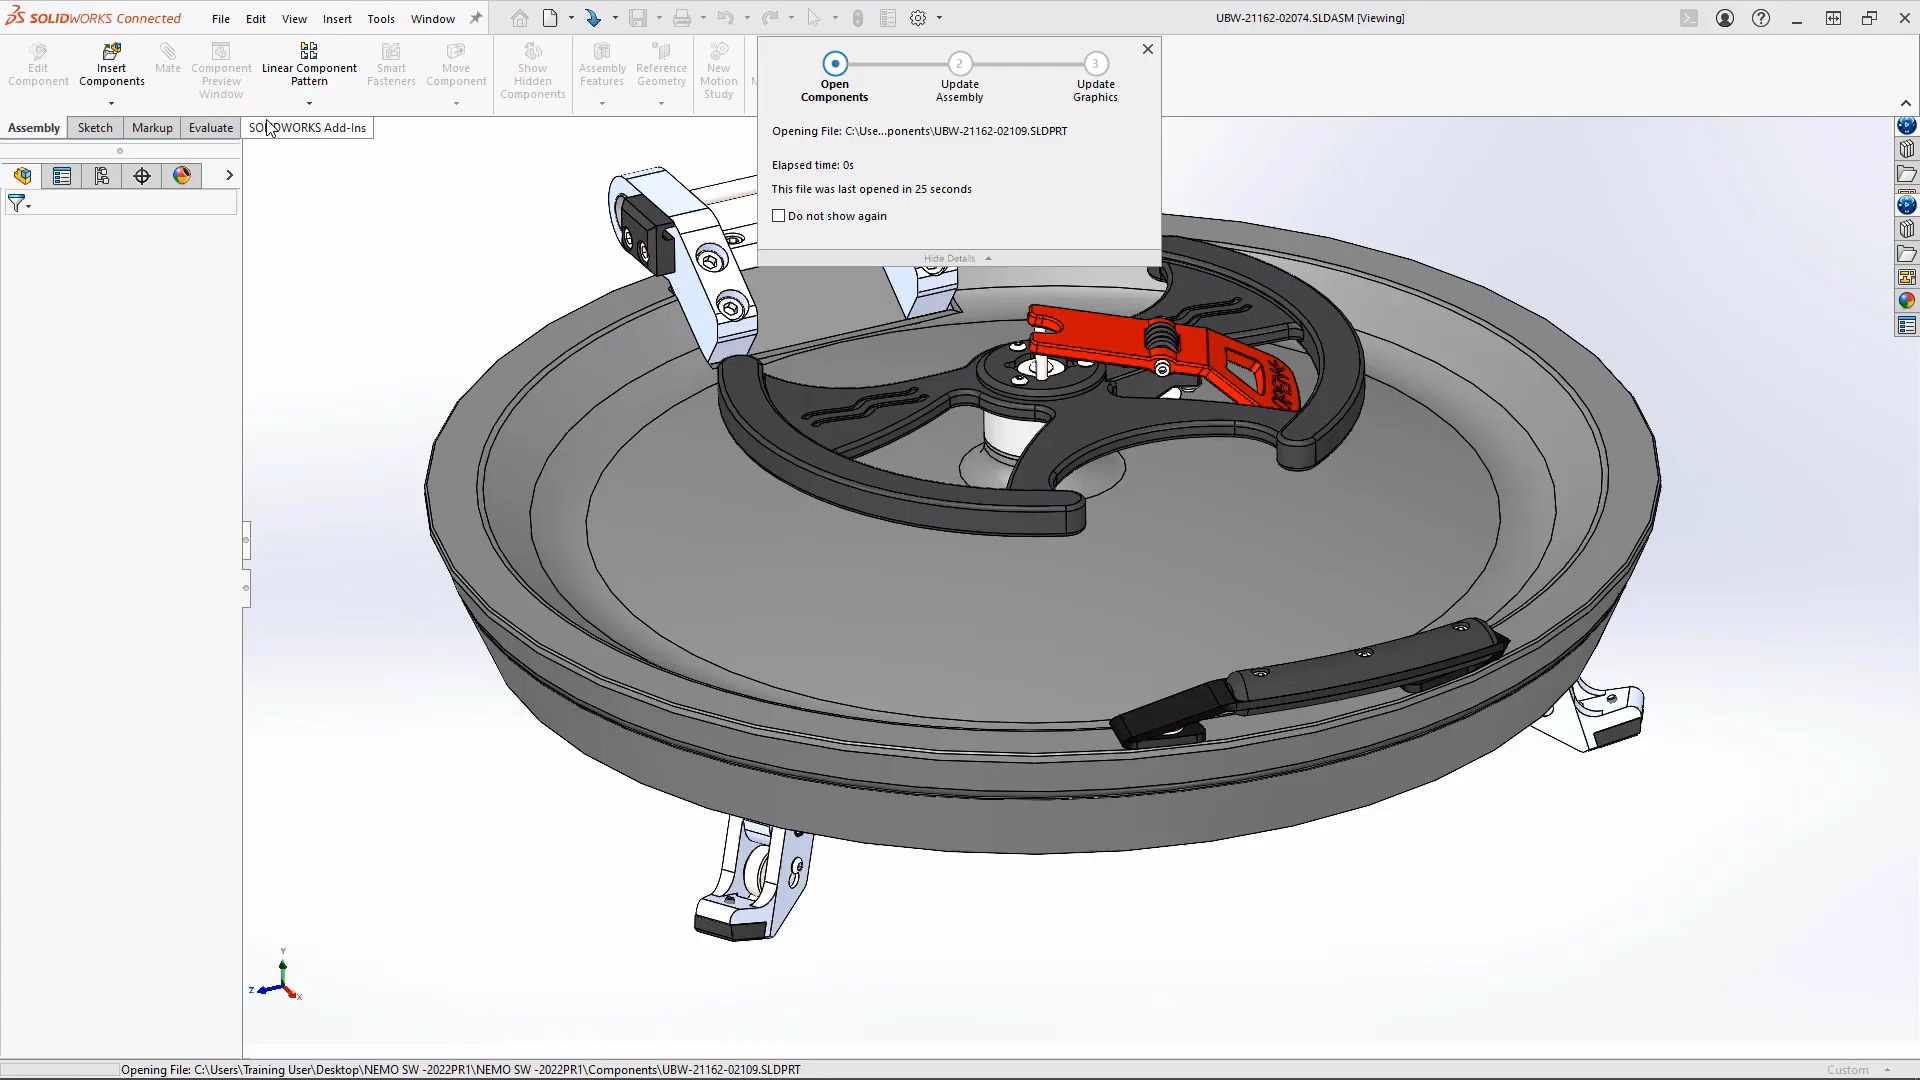 SOLIDWORKS Connected
File Edit View Insert Tools Window
UBW-21162-02074.SLDASM [Viewing]
Edit Component
Insert Components
Mate
Component Preview Window
Linear Component Pattern
Smart Fasteners
Move Component
Show Hidden Components
Assembly Features
Reference Geometry
New Motion Study
Assembly Sketch Markup Evaluate SOLIDWORKS Add-Ins
2 3
Open Components
Update Assembly
Update Graphics
Opening File: C:\Use...ponents\UBW-21162-02109.SLDPRT
Elapsed time: 0s
This file was last opened in 25 seconds
Do not show again
Hide Details
Y
Z
X
Opening File: C:\Users\Training User\Desktop\NEMO SW -2022PR1\NEMO SW -2022PR1\Components\UBW-21162-02109.SLDPRT
Custom